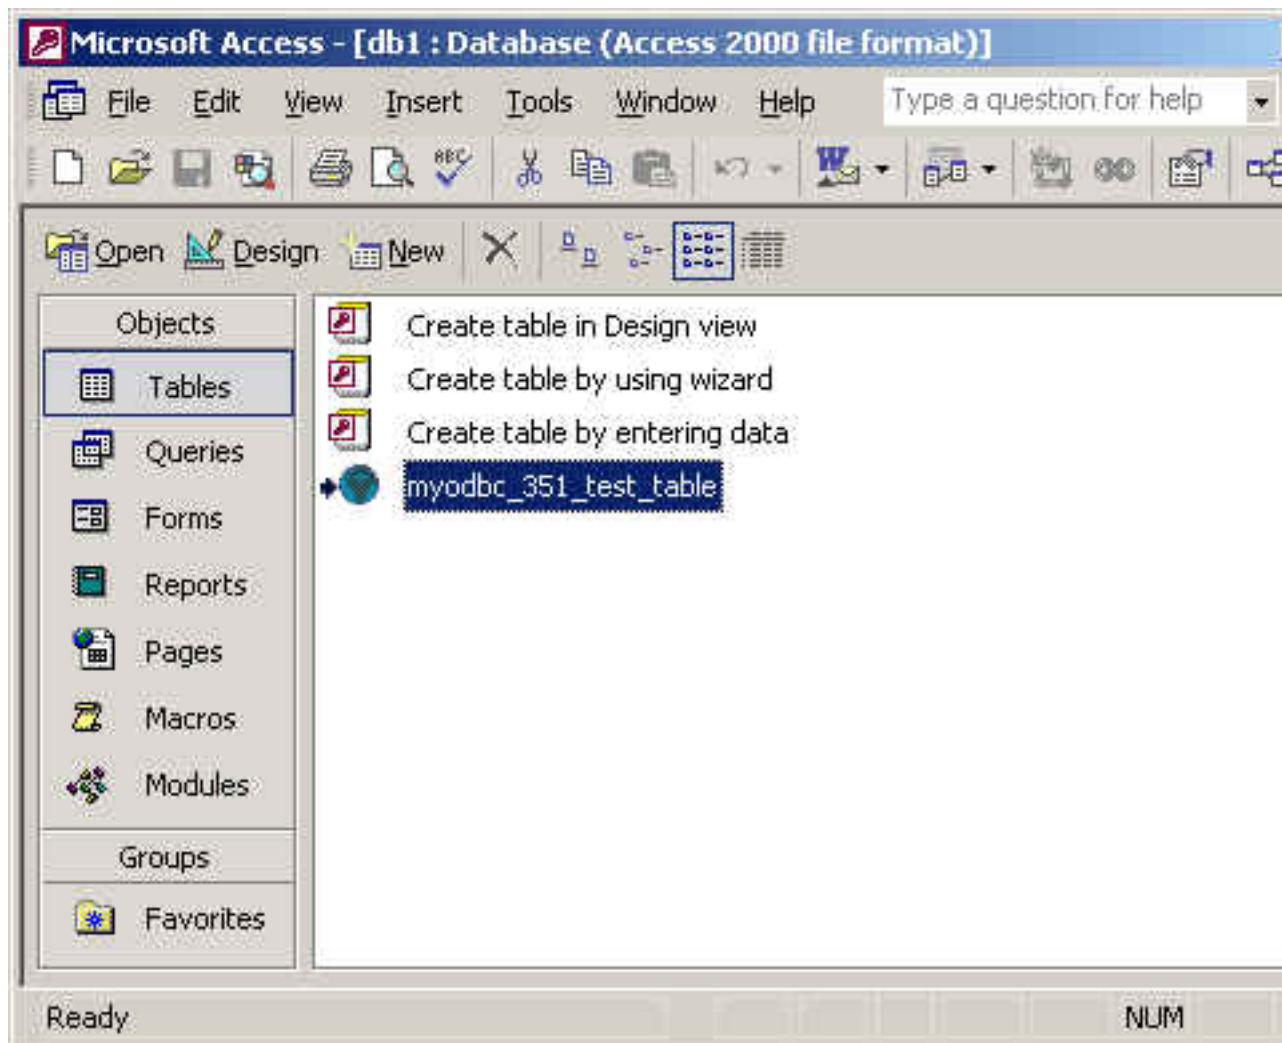 Microsoft Access - [db1 : Database (Access 2000 file format)]
File Edit View Insert Tools Window Help Type a question for help
ABC W
Open Design New
Objects
Tables
Queries
Forms
Reports
Pages
Macros
Modules
Groups
Favorites
Create table in Design view
Create table by using wizard
Create table by entering data
myodbc_351_test_table
Ready NUM